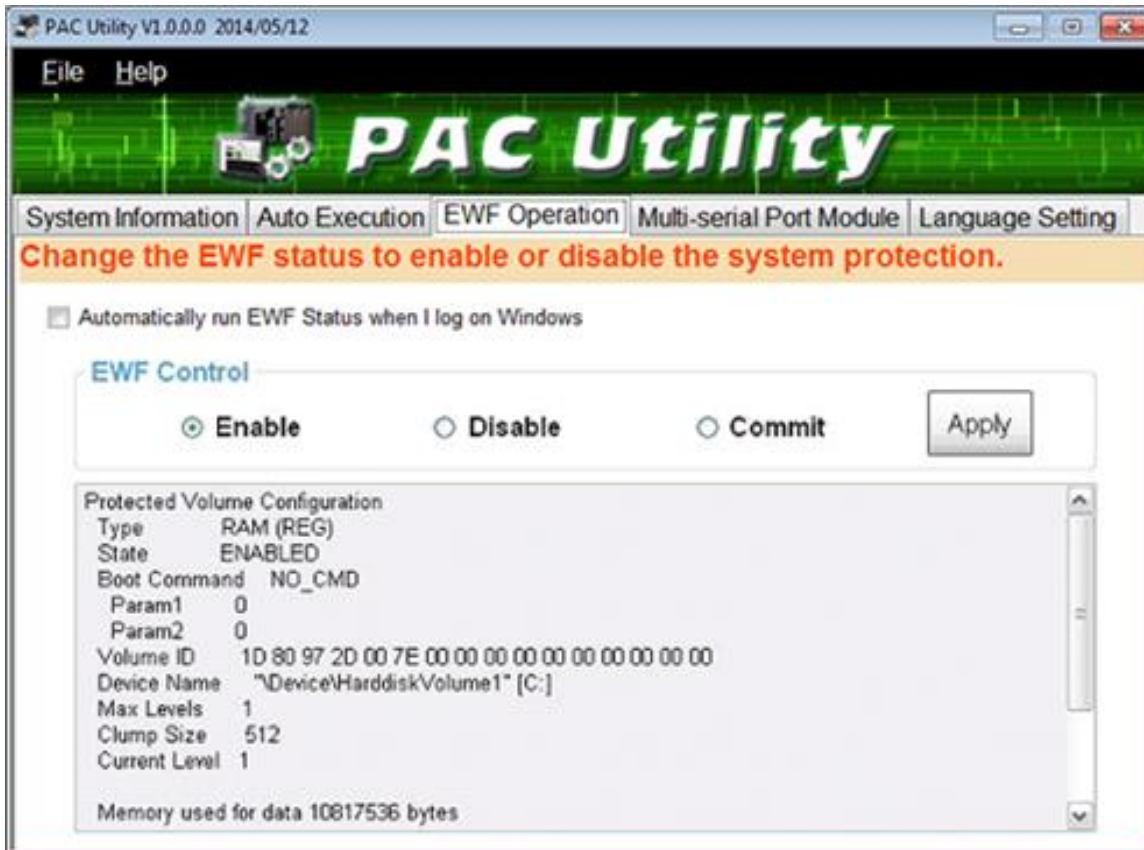 PAC Utility V1.0.0.0 2014/05/12
File Help
PAC Utility
System Information Auto Execution EWF Operation Multi-serial Port Module Language Setting
Change the EWF status to enable or disable the system protection.
Automatically run EWF Status when I log on Windows
EWF Control
Enable Disable Commit Apply
Protected Volume Configuration
Type RAM (REG)
State ENABLED
Boot Command NO_CMD
Param1 0
Param2 0
Volume ID 1D 80 97 2D 00 7E 00 00 00 00 00 00 00 00 00 00
Device Name "\Device\HarddiskVolume1" [C:]
Max Levels 1
Clump Size 512
Current Level 1
Memory used for data 10817536 bytes